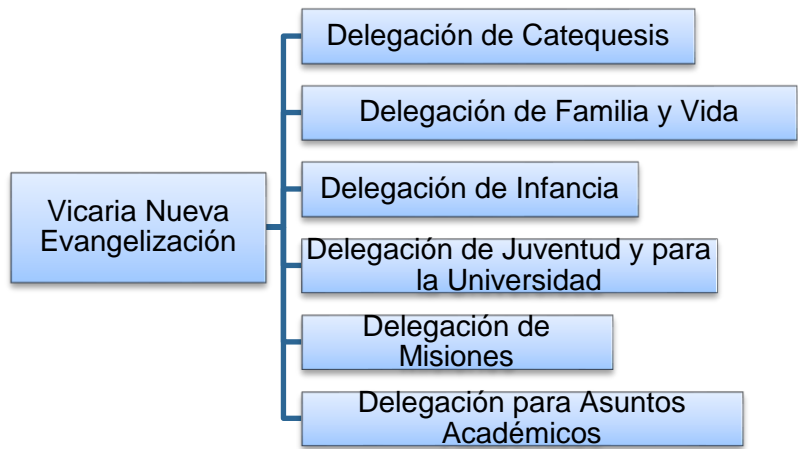 Delegación de Catequesis
Delegación de Familia y Vida
Vicaria Nueva
Evangelización
Delegación de Infancia
Delegación de Juventud y para
la Universidad
Delegación de
Misiones
Delegación para Asuntos
Académicos